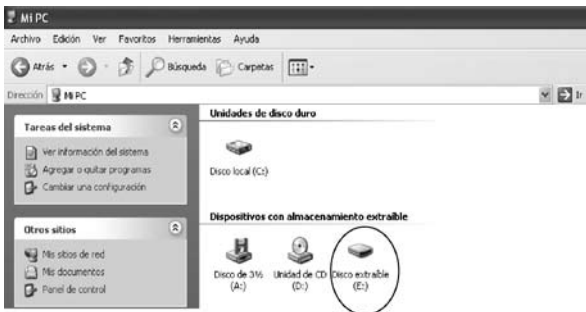 Mi PC
Archivo Edición Ver Favoritos Herramientas Ayuda
Atrás Búsqueda Carpetas
Dirección Mi PC Ir
Unidades de disco duro
Tareas del sistema
Ver información del sistema
Agregar o quitar programas
Cambiar una configuración
Disco local (C:)
Dispositivos con almacenamiento extraíble
Otros sitios
Mis sitios de red
Mis documentos
Panel de control
Disco de 3½ (A:)
Unidad de CD (D:)
Disco extraíble (E:)